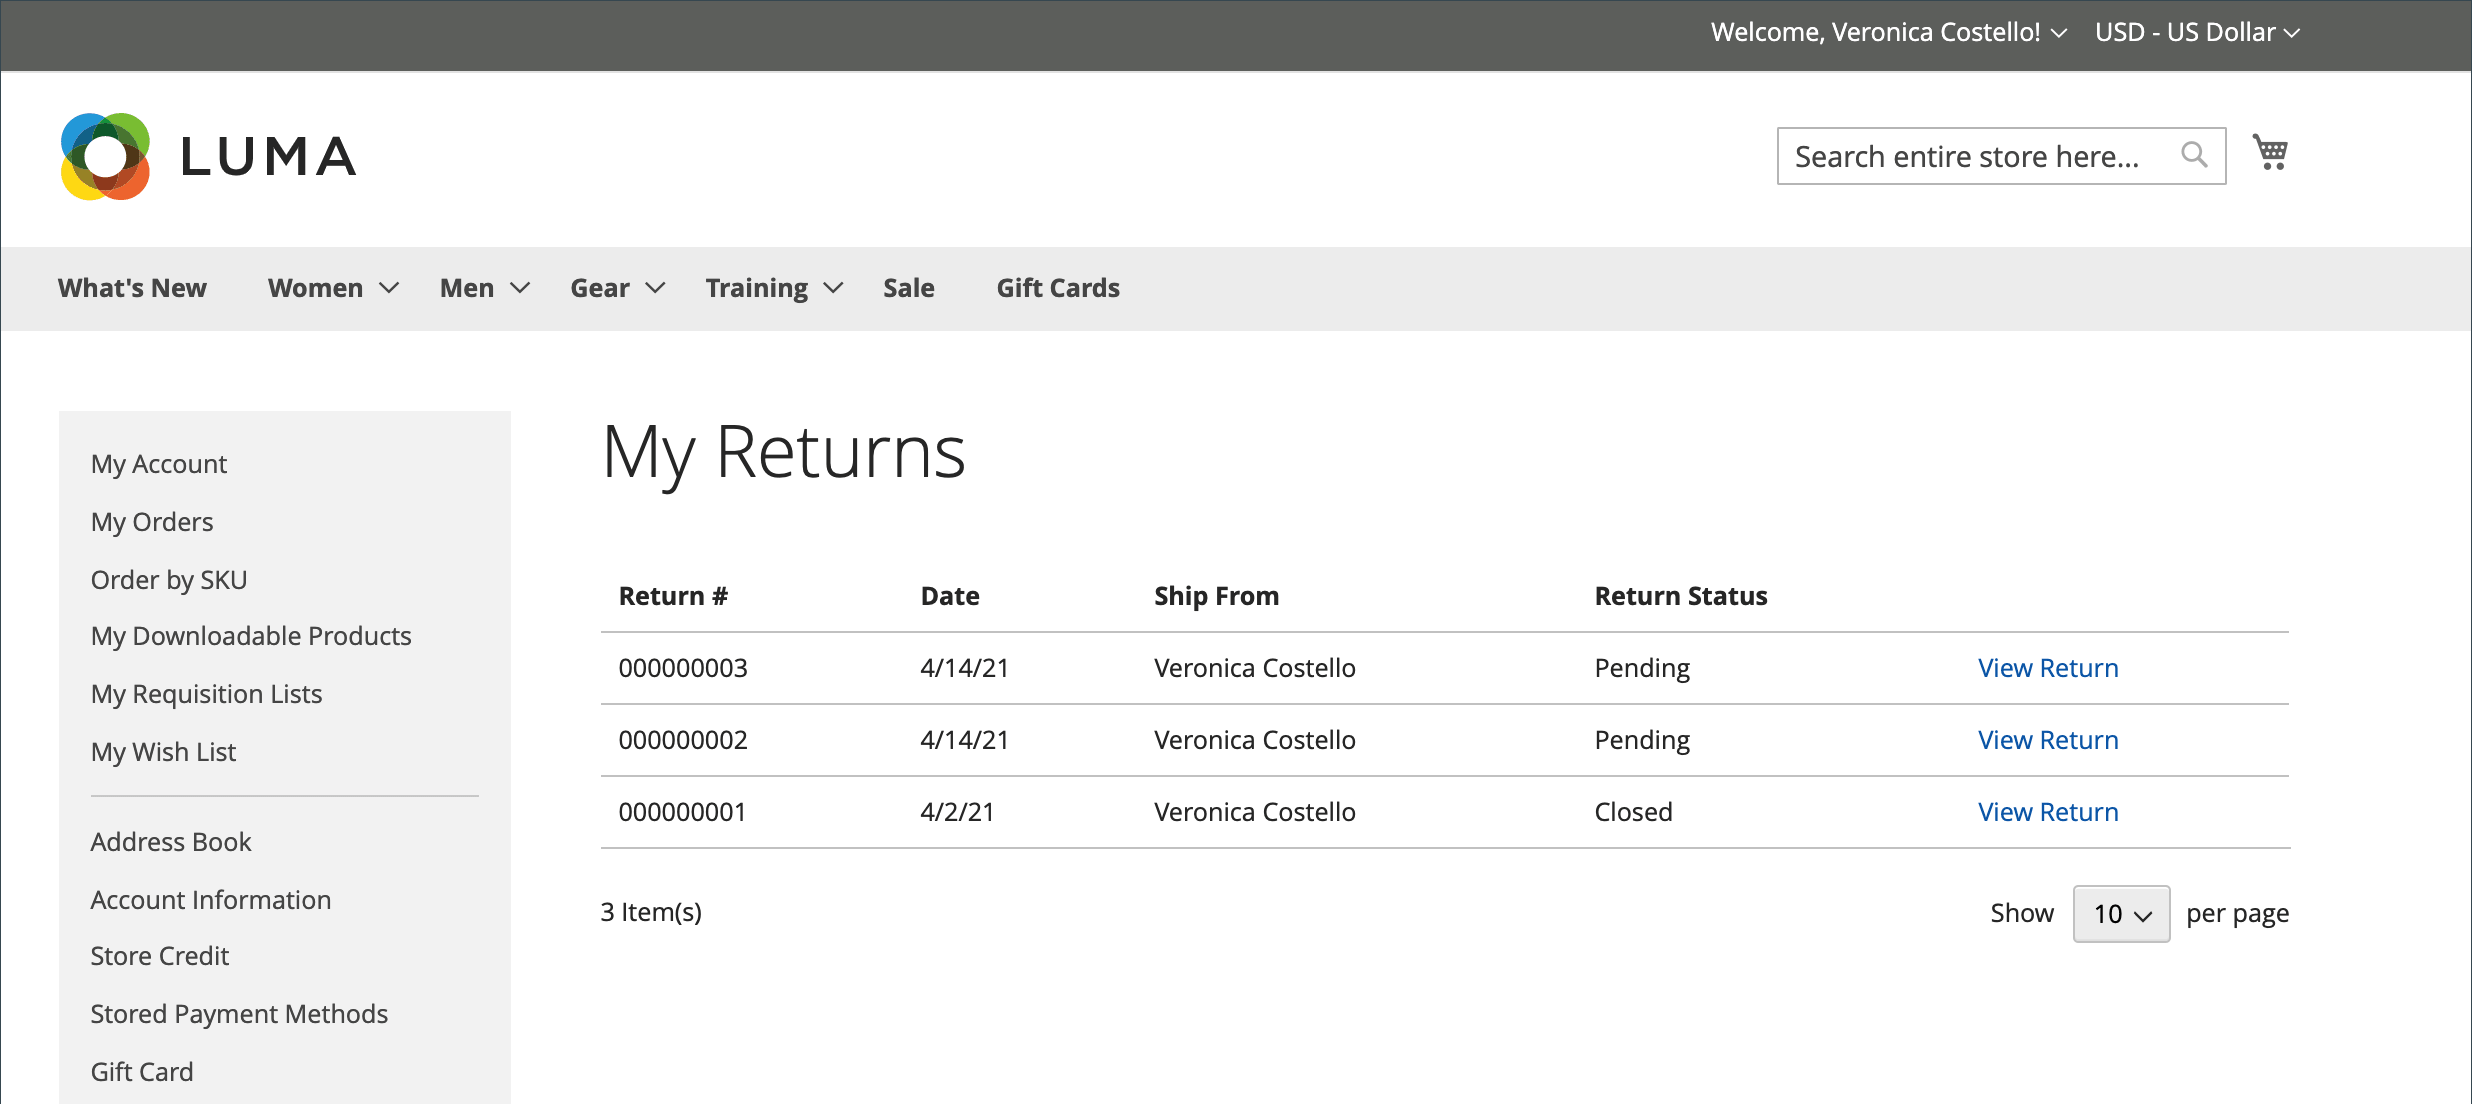 Welcome, Veronica Costello! USD - US Dollar
LUMA
Search entire store here...
What's New Women Men Gear Training Sale Gift Cards
My Account
My Orders
Order by SKU
My Downloadable Products
My Requisition Lists
My Wish List
Address Book
Account Information
Store Credit
Stored Payment Methods
Gift Card
My Returns
Return # Date Ship From Return Status
000000003 4/14/21 Veronica Costello Pending View Return
000000002 4/14/21 Veronica Costello Pending View Return
000000001 4/2/21 Veronica Costello Closed View Return
3 Item(s) Show 10 per page